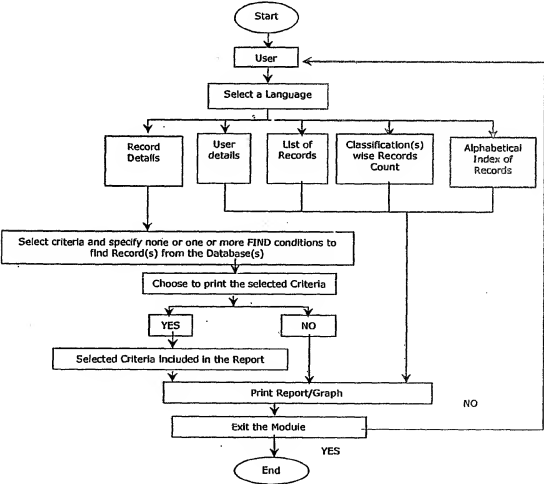 Start
User
Select a Language
Record
Details
User
details
List of
Records
Classification(s)
wise Records
Count
Alphabetical
Index of
Records
Select criteria and specify none or one or more FIND conditions to
find Record(s) from the Database(s)
Choose to print the selected Criteria
YES
NO
Selected Criteria Included in the Report
Print Report/Graph
NO
Exit the Module
YES
End